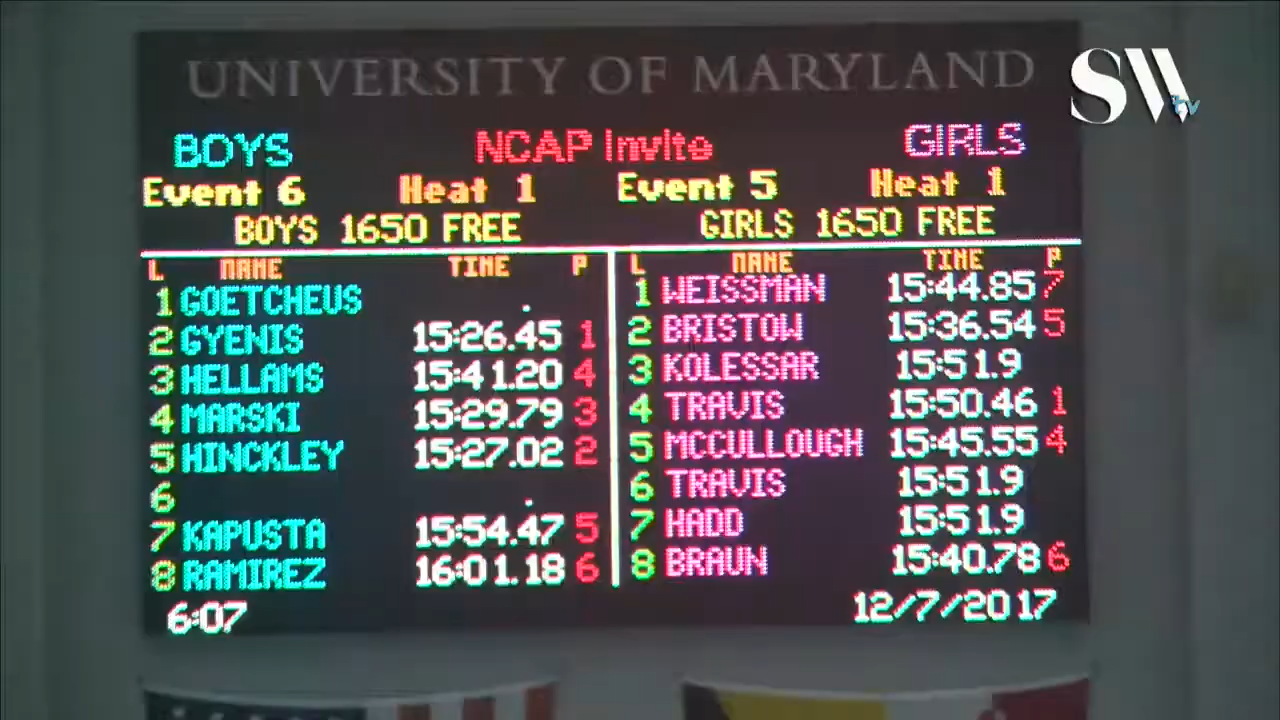 UNIVERSITY OF MARYLAND
SW tv
BOYS NCAP Invite GIRLS
Event 6 Heat 1 Event 5 Heat 1
BOYS 1650 FREE GIRLS 1650 FREE
L NAME TIME P L NAME TIME P
1 GOETCHEUS . 1 WEISSMAN 15:44.85 7
2 GYENIS 15:26.45 1 2 BRISTOW 15:36.54 5
3 HELLAMS 15:41.20 4 3 KOLESSAR 15:51.9
4 MARSKI 15:29.79 3 4 TRAVIS 15:50.46 1
5 HINCKLEY 15:27.02 2 5 MCCULLOUGH 15:45.55 4
6 . 6 TRAVIS 15:51.9
7 KAPUSTA 15:54.47 5 7 HADD 15:51.9
8 RAMIREZ 16:01.18 6 8 BRAUN 15:40.78 6
6:07 12/7/2017